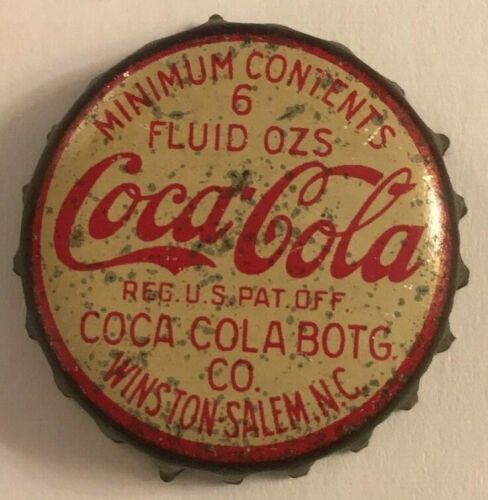 MINIMUM CONTENTS
6
FLUID OZS
Coca-Cola
REG. U.S. PAT. OFF.
COCA COLA BOTG.
CO.
WINSTON-SALEM, N.C.